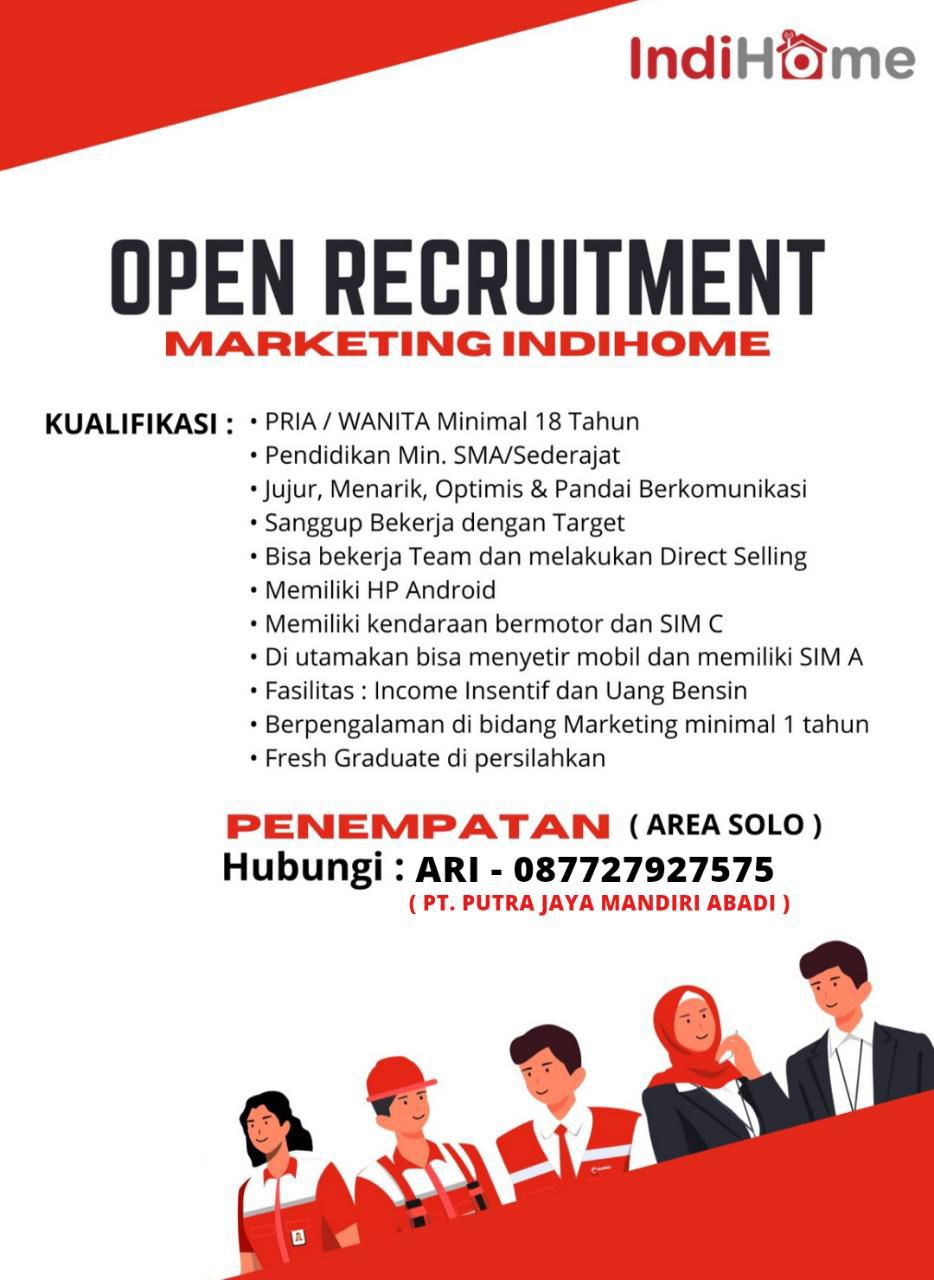 IndiHome
OPEN RECRUITMENT
MARKETING INDIHOME
KUALIFIKASI : • PRIA / WANITA Minimal 18 Tahun
• Pendidikan Min. SMA/Sederajat
• Jujur, Menarik, Optimis & Pandai Berkomunikasi
• Sanggup Bekerja dengan Target
• Bisa bekerja Team dan melakukan Direct Selling
• Memiliki HP Android
• Memiliki kendaraan bermotor dan SIM C
• Di utamakan bisa menyetir mobil dan memiliki SIM A
• Fasilitas : Income Insentif dan Uang Bensin
• Berpengalaman di bidang Marketing minimal 1 tahun
• Fresh Graduate di persilahkan
PENEMPATAN ( AREA SOLO )
Hubungi : ARI - 087727927575
( PT. PUTRA JAYA MANDIRI ABADI )